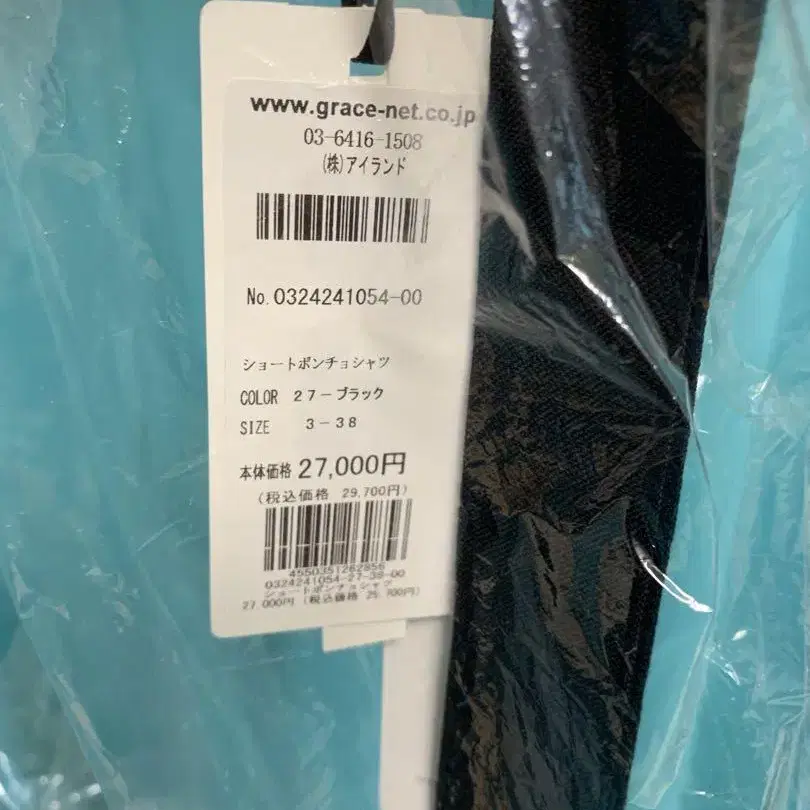 www.grace-net.co.jp
03-6416-1508
(株)アイランド
No.0324241054-00
ショートポンチョシャツ
COLOR 27-ブラック
SIZE 3-38
本体価格 27,000円
(税込価格 29,700円)
4550351262856
0324241054-27-38-00
ショートポンチョシャツ
27,000円 (税込価格 29,700円)